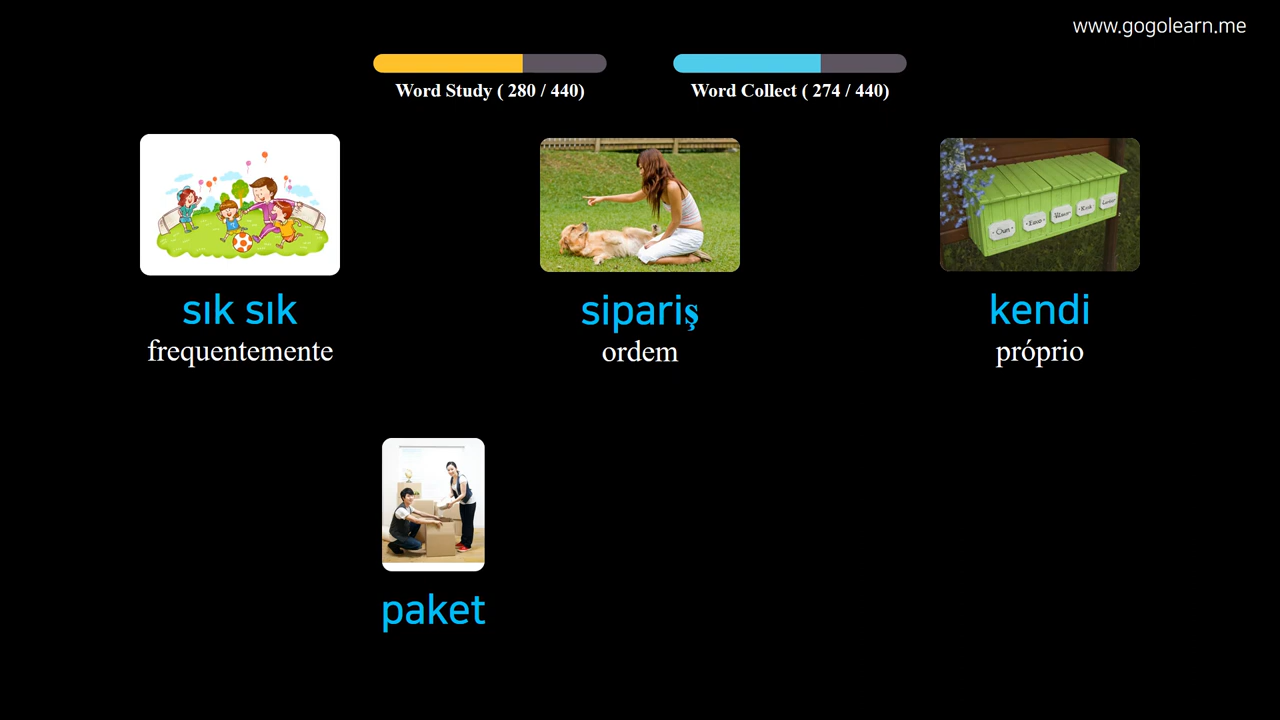 www.gogolearn.me
Word Study ( 280 / 440)
Word Collect ( 274 / 440)
sık sık
frequentemente
sipariş
ordem
kendi
próprio
paket